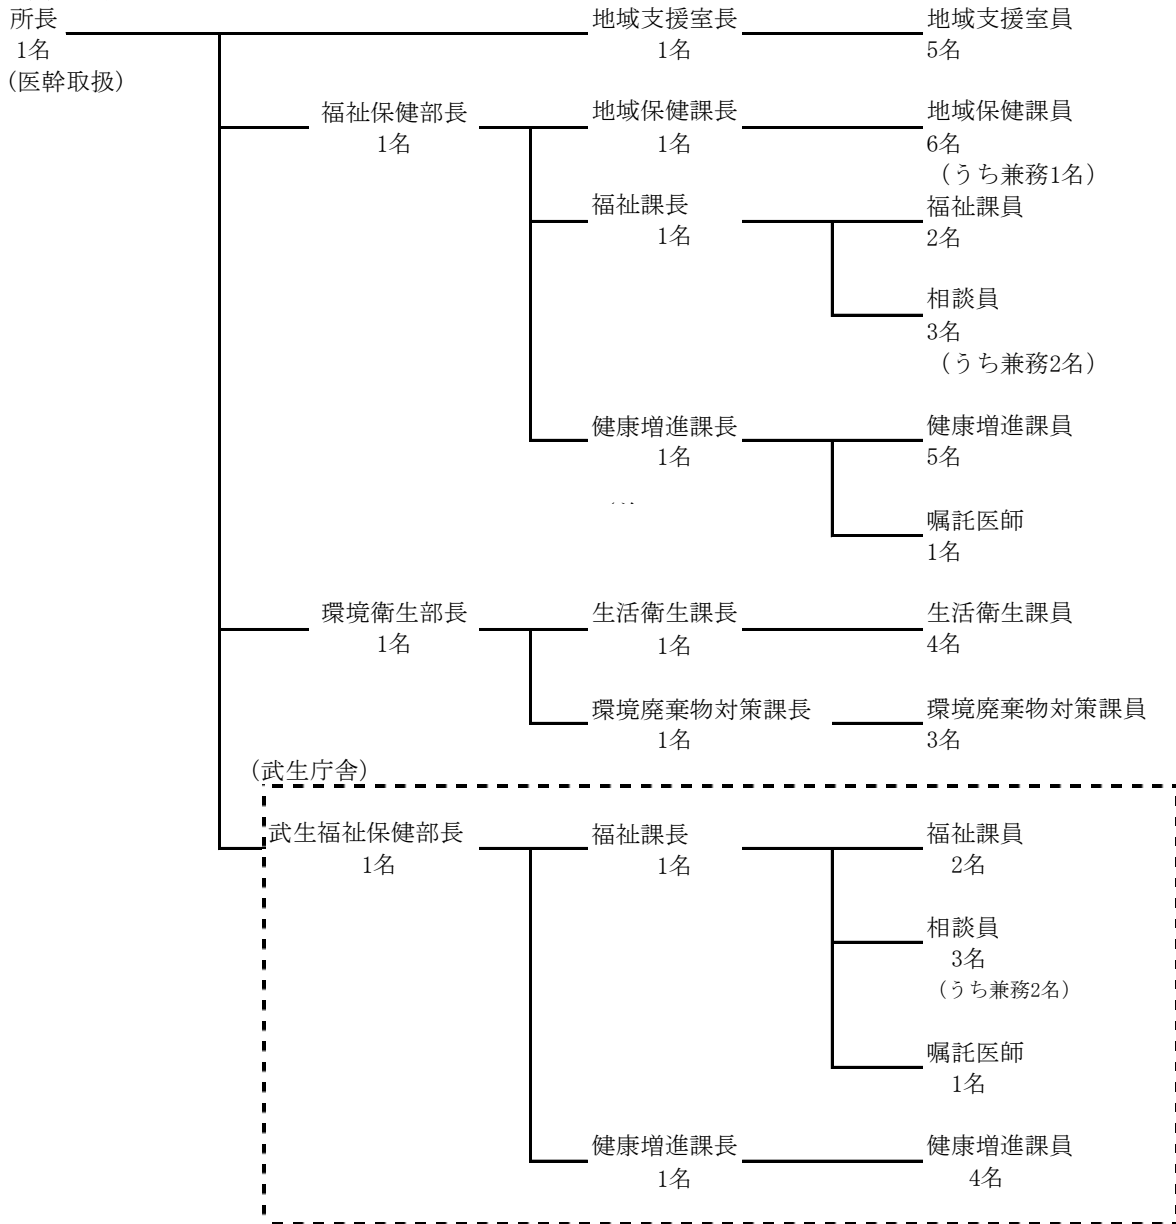 所長 地域支援室長 地域支援室員
1名 1名 5名
(医幹取扱)
福祉保健部長 地域保健課長 地域保健課員
1名 1名 6名
(うち兼務1名)
福祉課長 福祉課員
1名 2名
相談員
3名
(うち兼務2名)
健康増進課長 健康増進課員
1名 5名
嘱託医師
1名
環境衛生部長 生活衛生課長 生活衛生課員
1名 1名 4名
環境廃棄物対策課長 環境廃棄物対策課員
1名 3名
(武生庁舎)
武生福祉保健部長 福祉課長 福祉課員
1名 1名 2名
相談員
3名
(うち兼務2名)
嘱託医師
1名
健康増進課長 健康増進課員
1名 4名